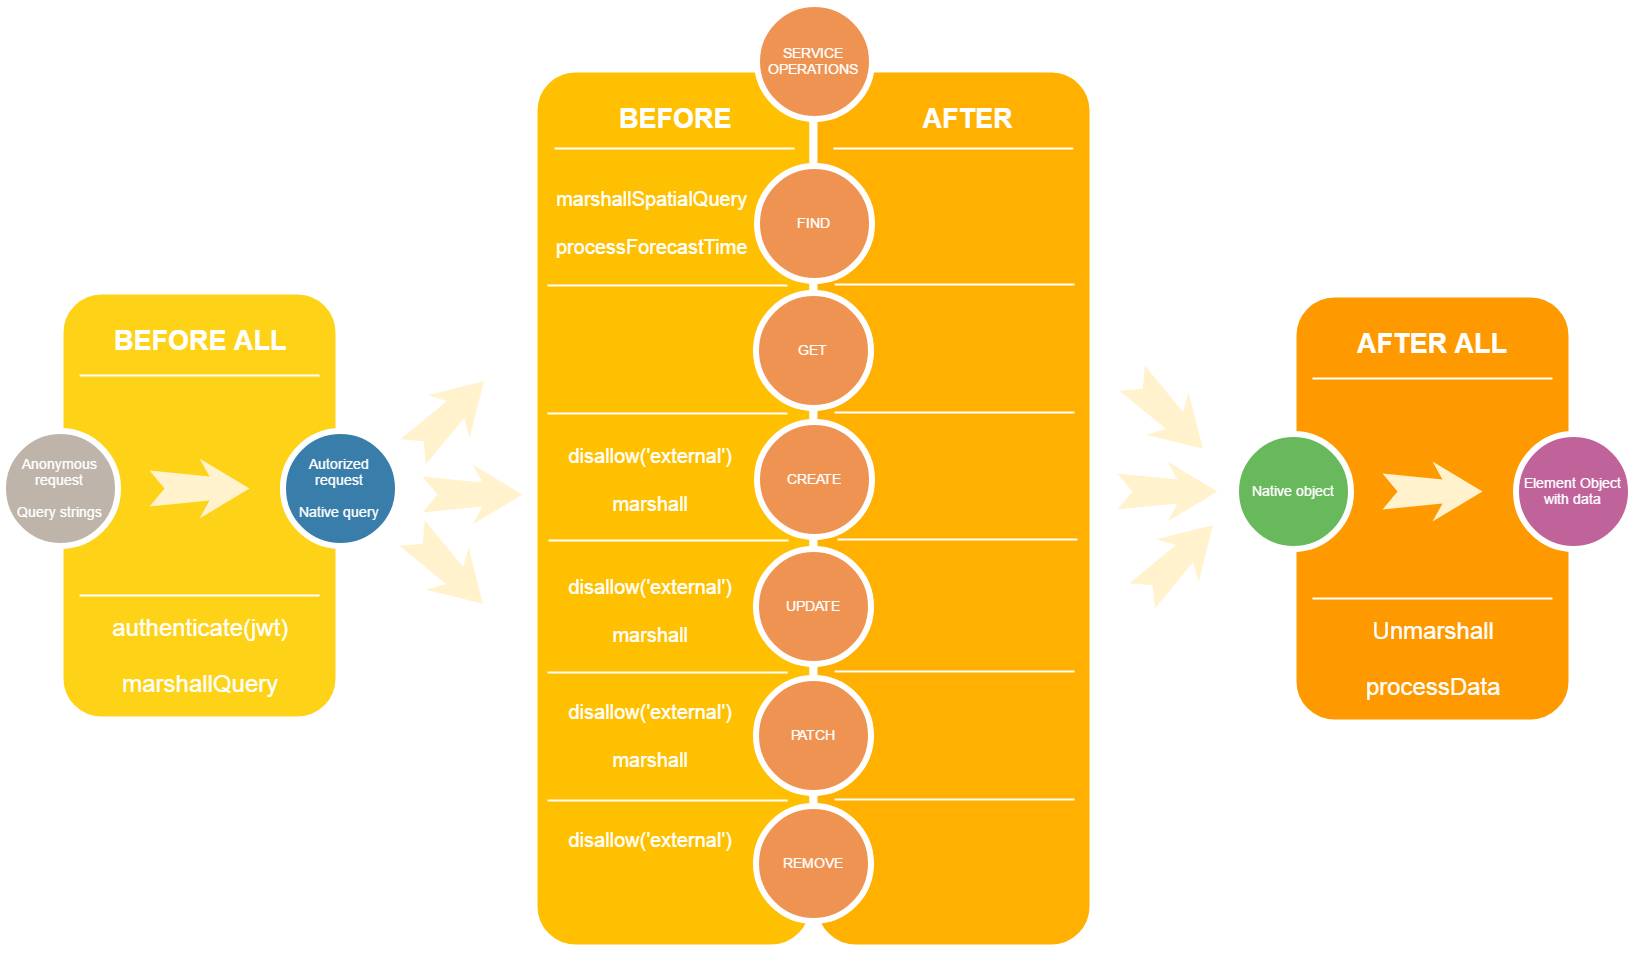 BEFORE ALL
Anonymous
request
Query strings
Autorized
request
Native query
authenticate(jwt)
marshallQuery
SERVICE
OPERATIONS
BEFORE
AFTER
marshallSpatialQuery
processForecastTime
FIND
GET
disallow('external')
marshall
CREATE
disallow('external')
marshall
UPDATE
disallow('external')
marshall
PATCH
disallow('external')
REMOVE
AFTER ALL
Native object
Element Object
with data
Unmarshall
processData